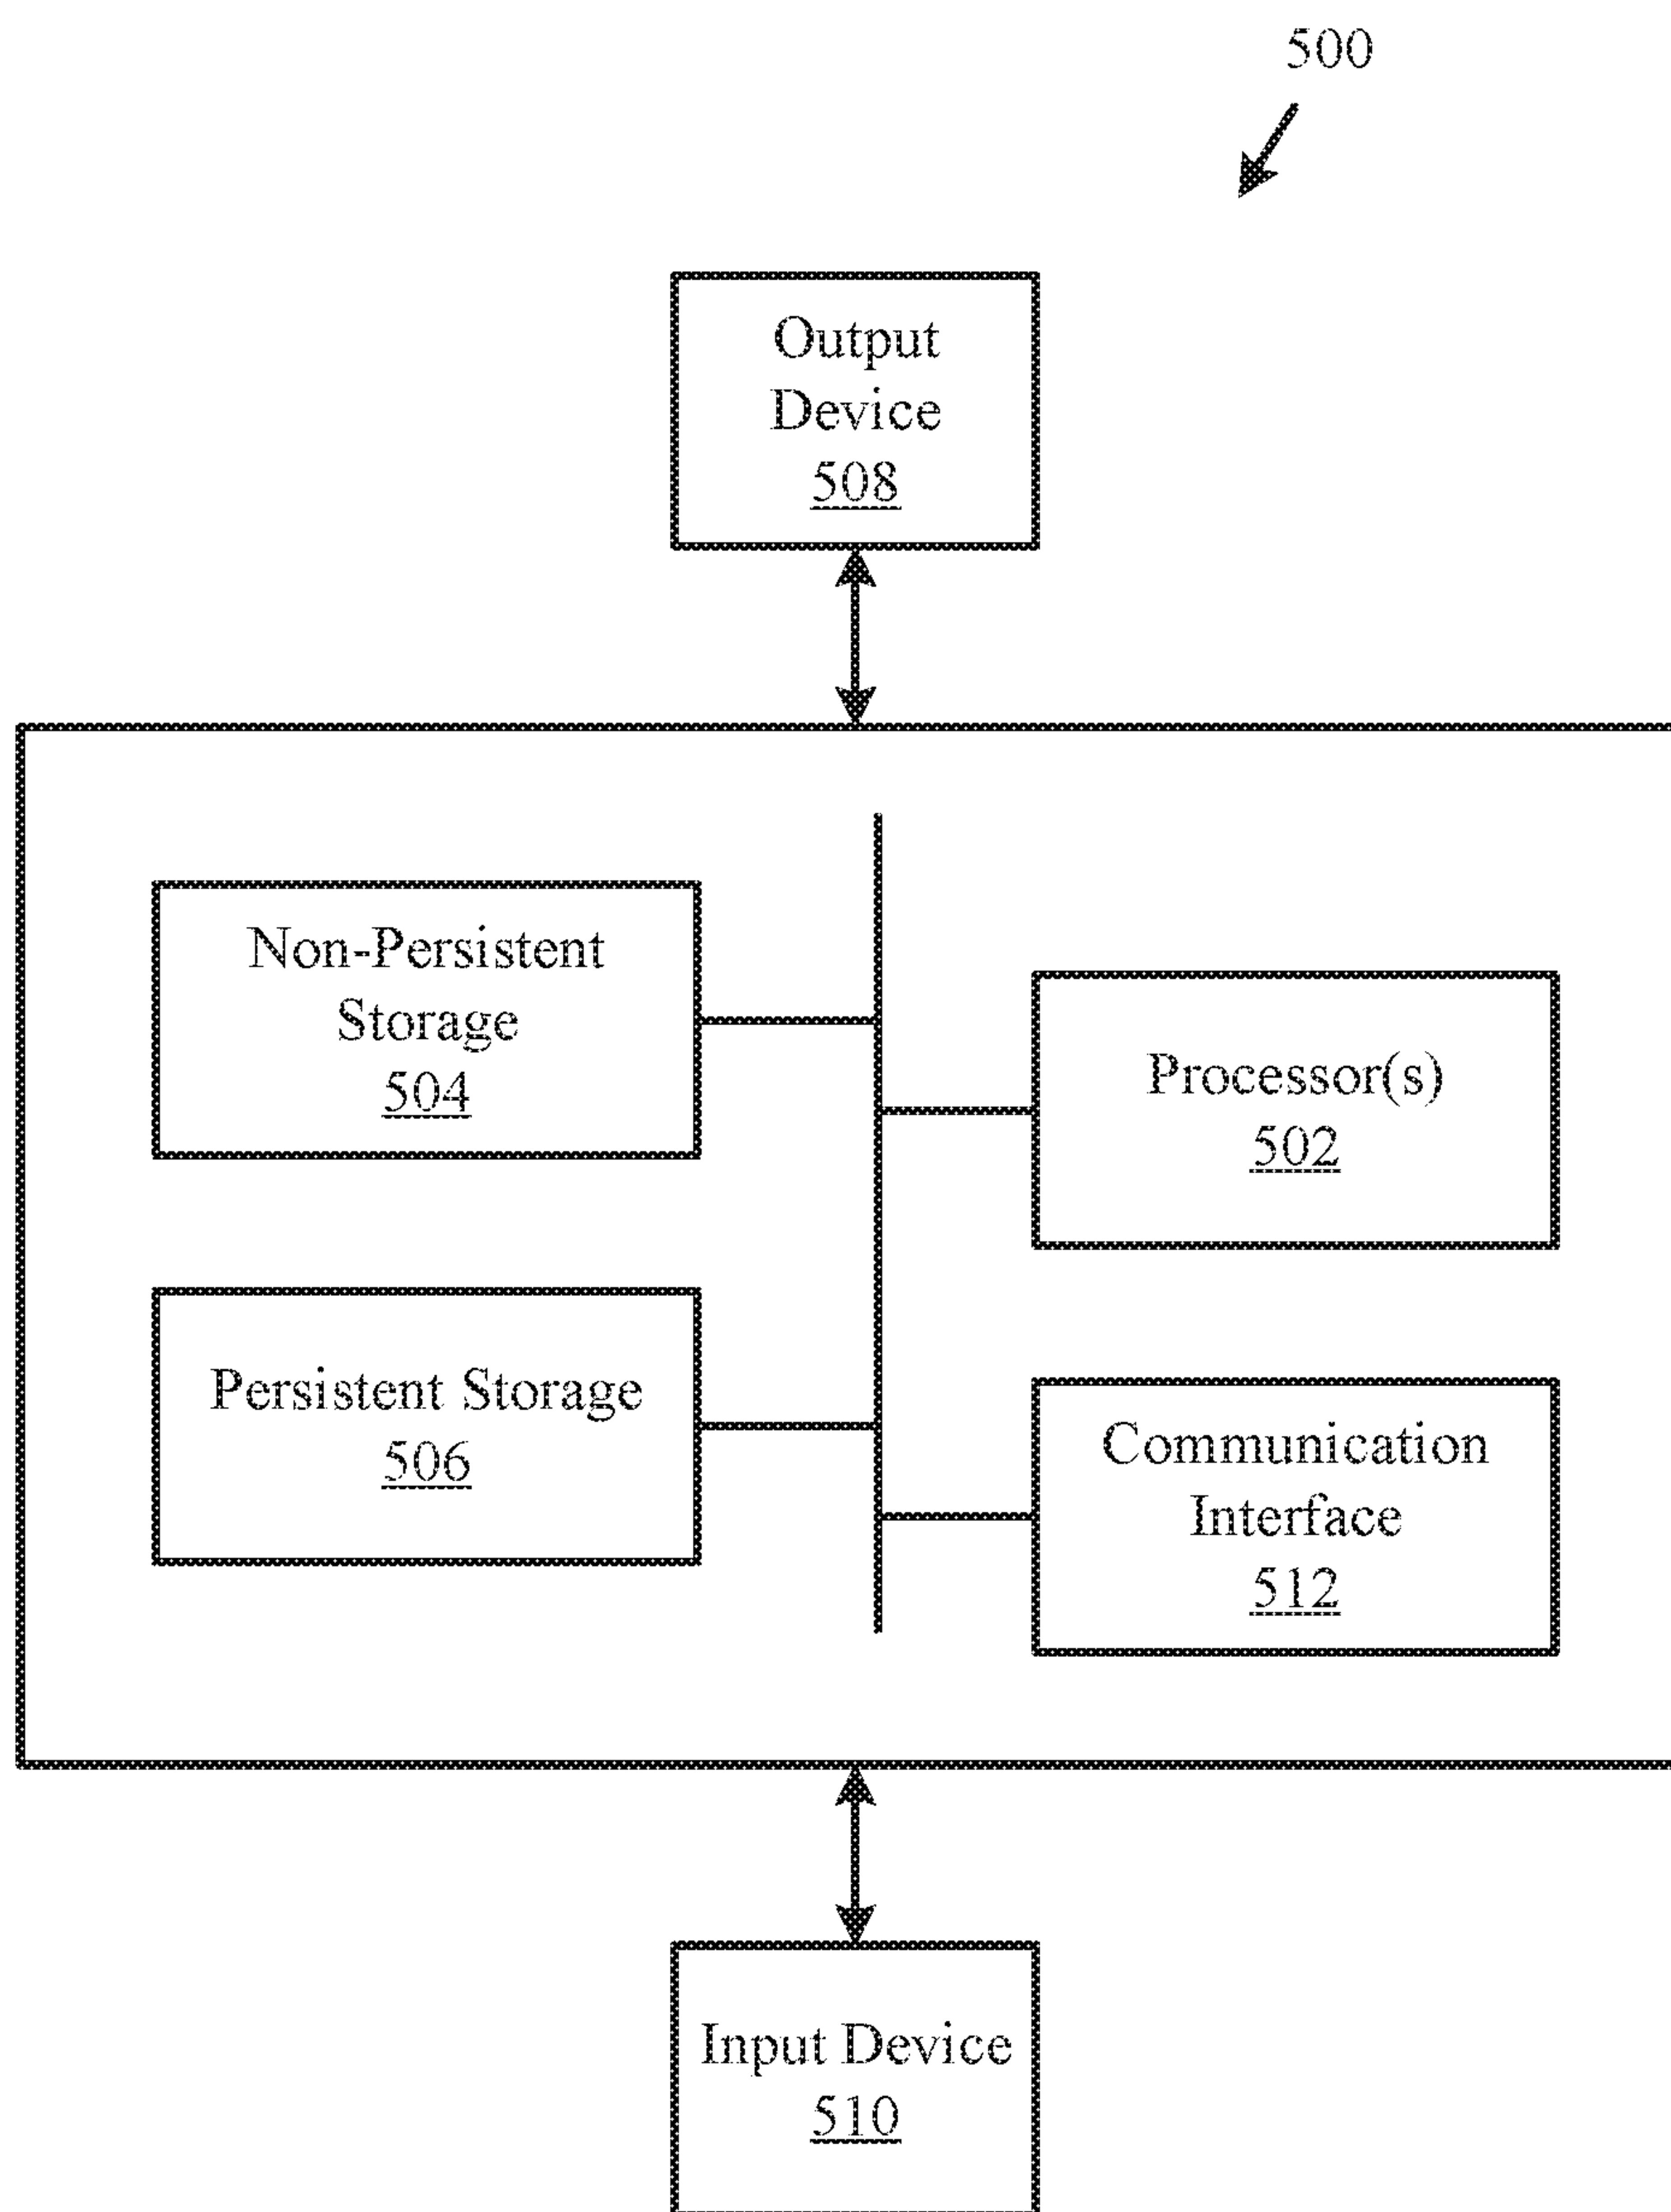 500
Output
Device
508
Non-Persistent
Storage
504
Processor(s)
502
Persistent Storage
506
Communication
Interface
512
Input Device
510